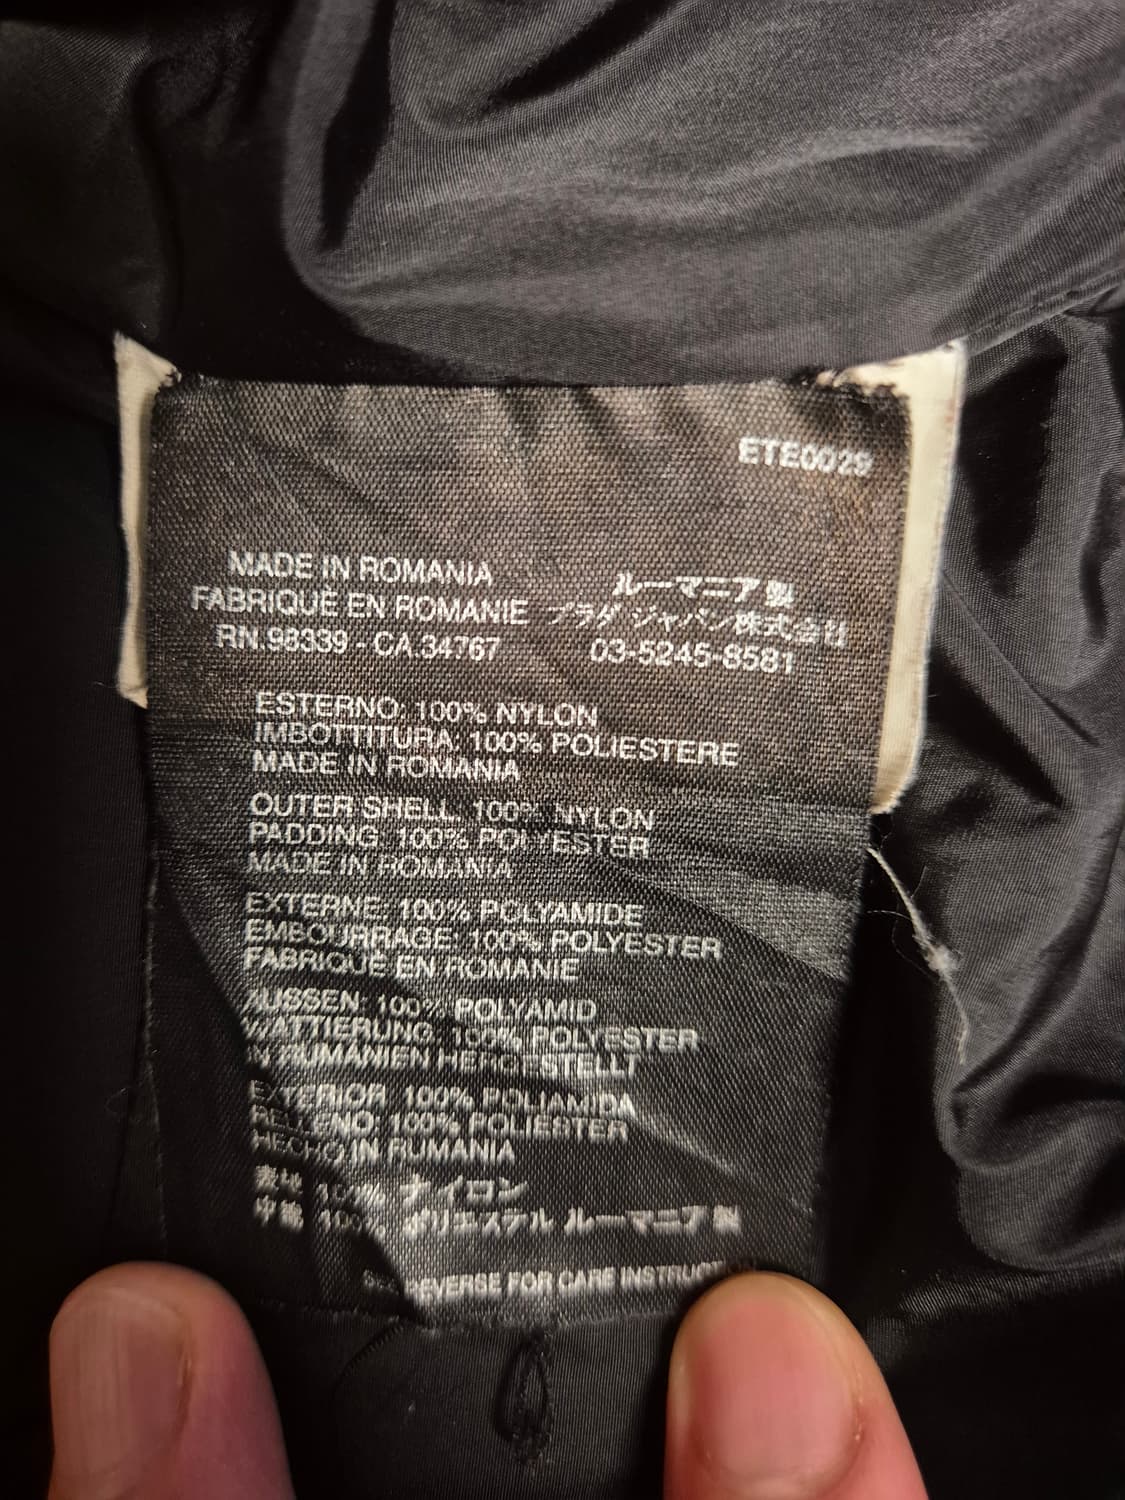 ETE0029
MADE IN ROMANIA
FABRIQUÉ EN ROMANIE
RN.98339 - CA.34767
ルーマニア製
プラダ・ジャパン株式会社
03-5245-8581
ESTERNO: 100% NYLON
IMBOTTITURA: 100% POLIESTERE
MADE IN ROMANIA
OUTER SHELL: 100% NYLON
PADDING: 100% POLYESTER
MADE IN ROMANIA
EXTERNE: 100% POLYAMIDE
EMBOURRAGE: 100% POLYESTER
FABRIQUÉ EN ROMANIE
AUSSEN: 100% POLYAMID
WATTIERUNG: 100% POLYESTER
IN RUMÄNIEN HERGESTELLT
EXTERIOR: 100% POLIAMIDA
100% POLIESTER
HECHO IN RUMANIA
表は 100% ナイロン
中綿 100% ポリエステル ルーマニア製
REVERSE FOR CARE INSTRUCTION